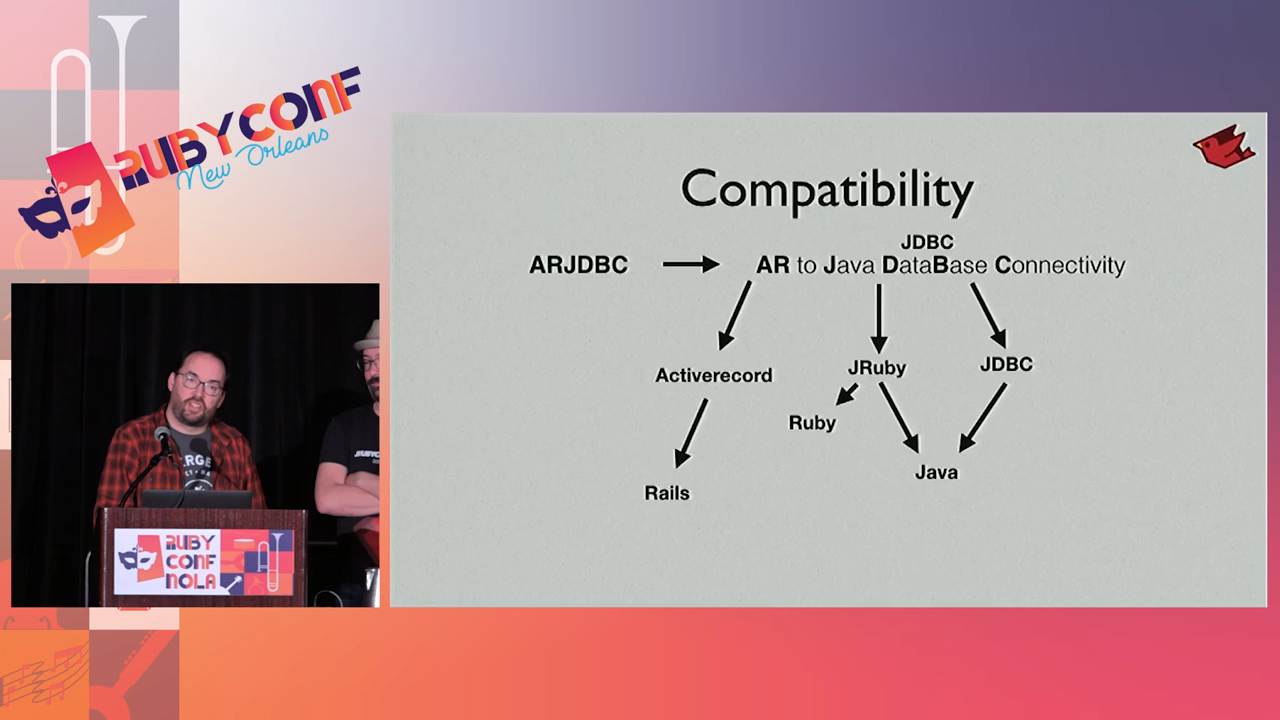 RUBYCONF
New Orleans
Compatibility
JDBC
ARJDBC
AR to Java DataBase Connectivity
Activerecord
JRuby
JDBC
Ruby
Java
Rails
RUBY
CONF
NOLA